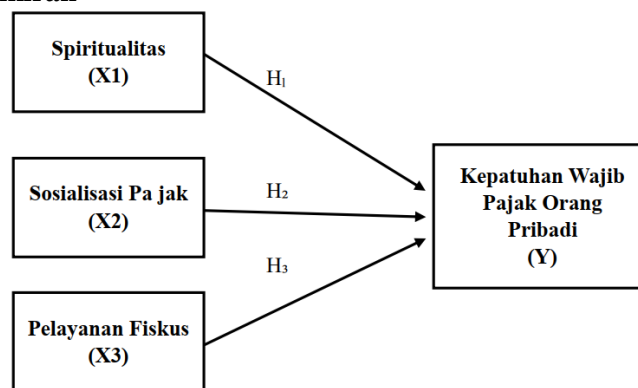 Spiritualitas
(X1)
H₁
Sosialisasi Pa jak
(X2)
H₂
Kepatuhan Wajib
Pajak Orang
Pribadi
(Y)
H₃
Pelayanan Fiskus
(X3)